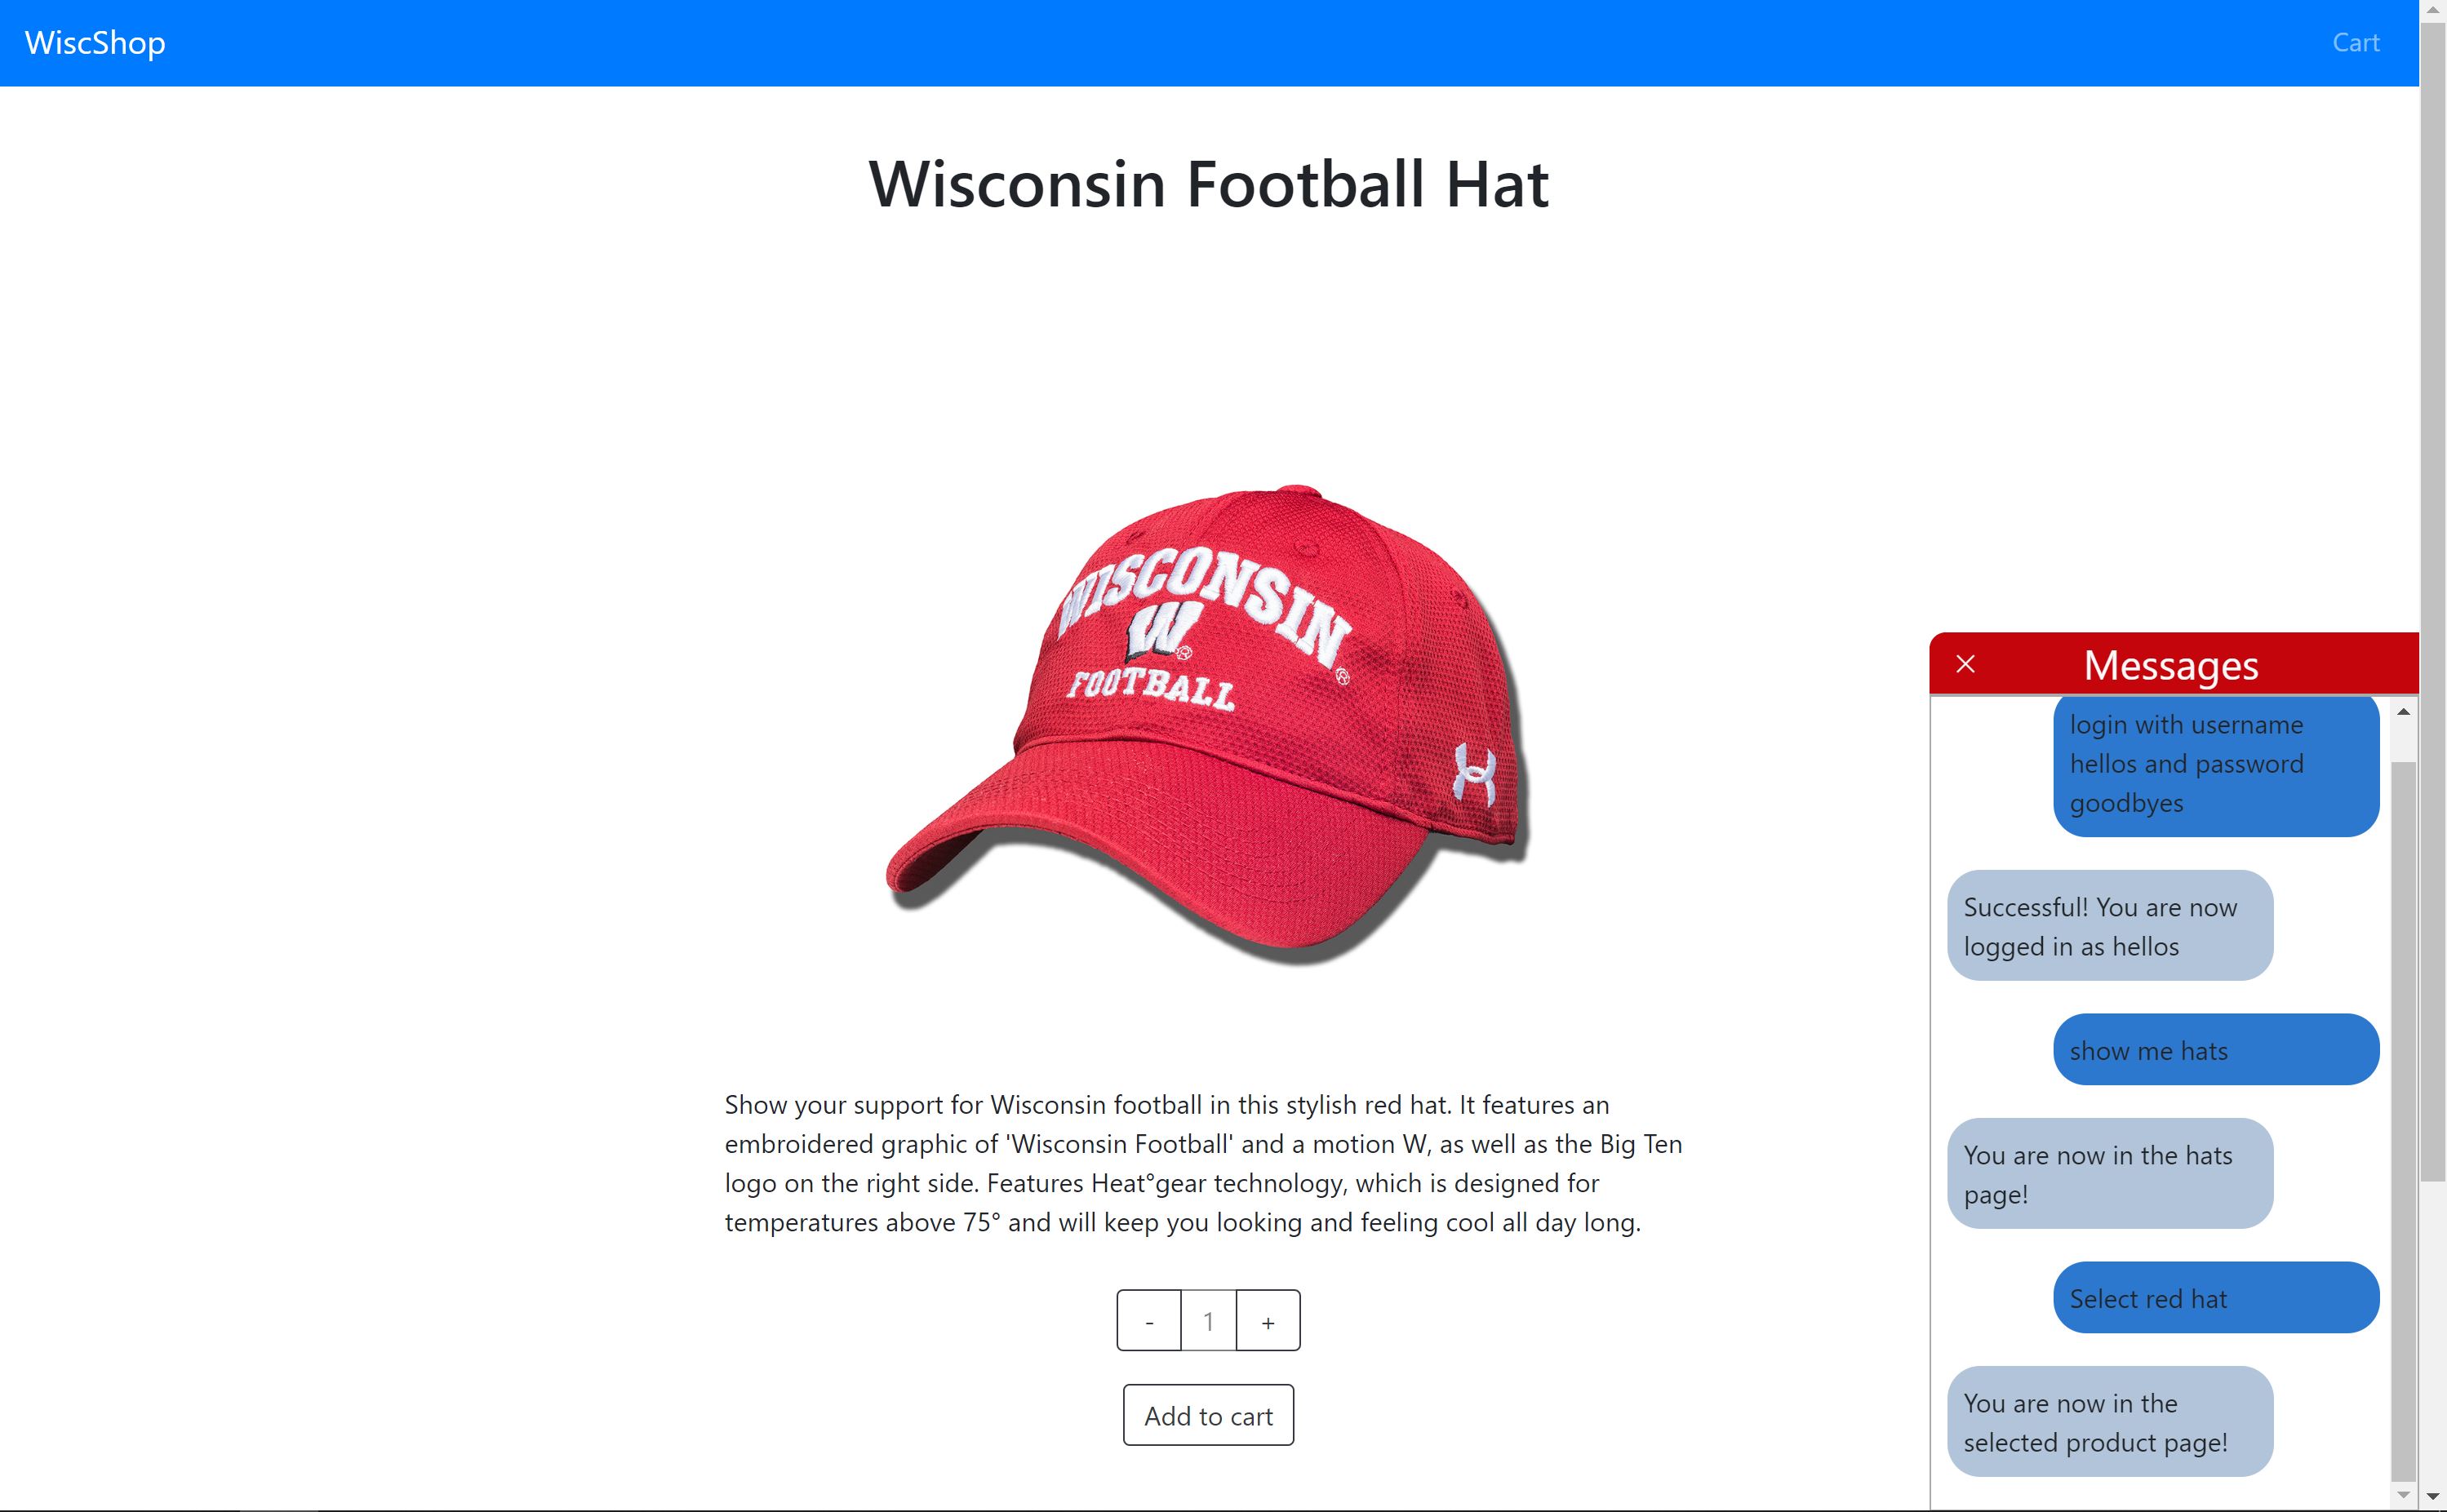 WiscShop
Cart
Wisconsin Football Hat
WISCONSIN
W
FOOTBALL
Show your support for Wisconsin football in this stylish red hat. It features an
embroidered graphic of 'Wisconsin Football' and a motion W, as well as the Big Ten
logo on the right side. Features Heat°gear technology, which is designed for
temperatures above 75° and will keep you looking and feeling cool all day long.
- 1 +
Add to cart
Messages
login with username
hellos and password
goodbyes
Successful! You are now
logged in as hellos
show me hats
You are now in the hats
page!
Select red hat
You are now in the
selected product page!